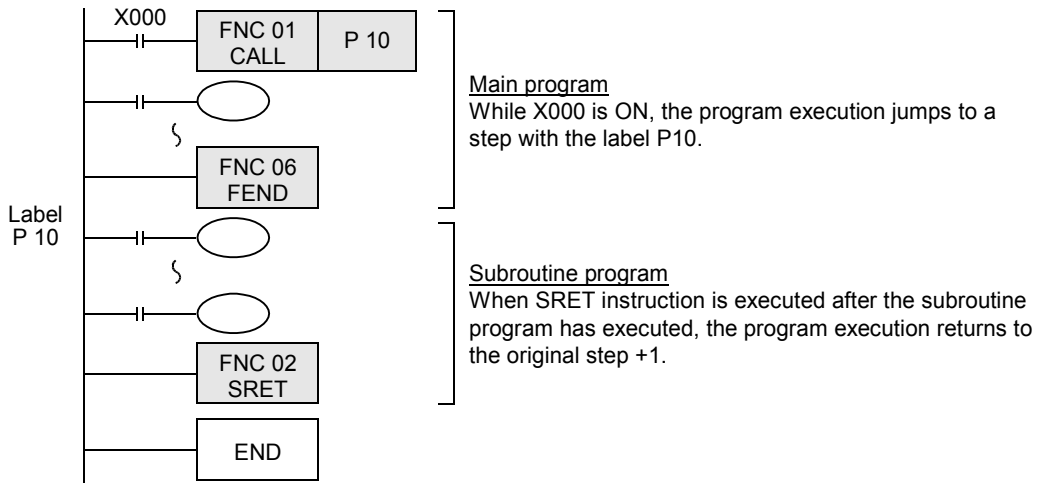 X000
FNC 01
CALL
P 10
Main program
While X000 is ON, the program execution jumps to a
step with the label P10.
FNC 06
FEND
Label
P 10
Subroutine program
When SRET instruction is executed after the subroutine
program has executed, the program execution returns to
the original step +1.
FNC 02
SRET
END